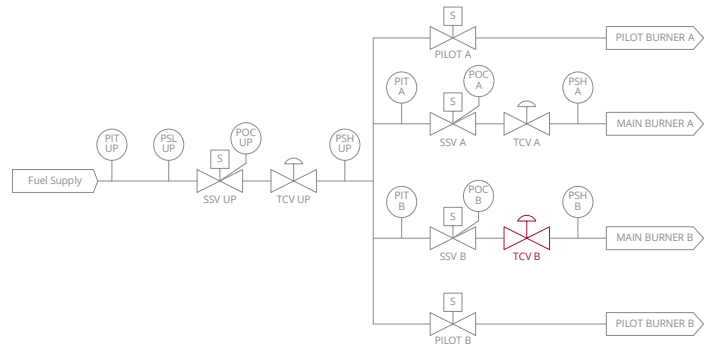 S
PILOT BURNER A
PILOT A
PIT
A
POC
A
PSH
A
S
MAIN BURNER A
SSV A
TCV A
PIT
UP
PSL
UP
POC
UP
PSH
UP
S
Fuel Supply
SSV UP
TCV UP
PIT
B
POC
B
PSH
B
S
MAIN BURNER B
SSV B
TCV B
S
PILOT BURNER B
PILOT B